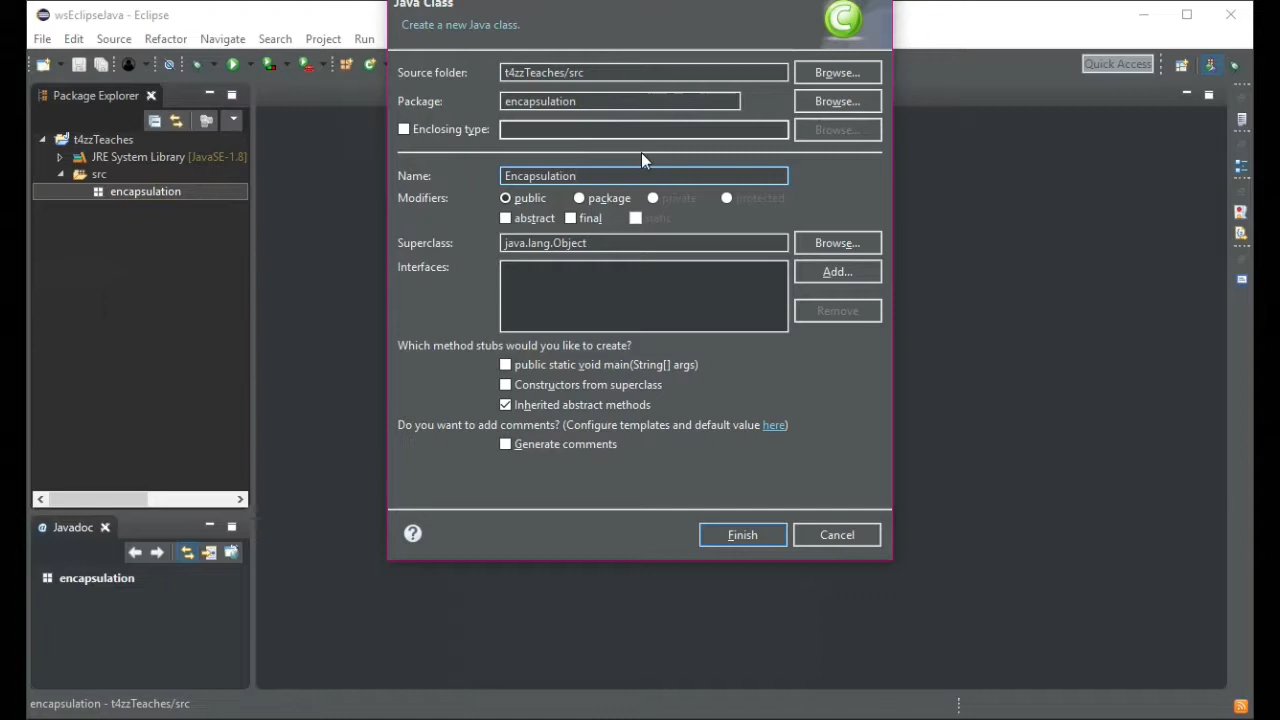 wsEclipseJava - Eclipse
File Edit Source Refactor Navigate Search Project Run
Java Class
Create a new Java class.
Quick Access
Package Explorer
t4zzTeaches
JRE System Library [JavaSE-1.8]
src
encapsulation
Source folder: t4zzTeaches/src Browse...
Package: encapsulation Browse...
Enclosing type: Browse...
Name: Encapsulation
Modifiers: public package private protected
abstract final static
Superclass: java.lang.Object Browse...
Interfaces: Add...
Remove
Which method stubs would you like to create?
public static void main(String[] args)
Constructors from superclass
Inherited abstract methods
Do you want to add comments? (Configure templates and default value here)
Generate comments
Finish Cancel
Javadoc
encapsulation
encapsulation - t4zzTeaches/src